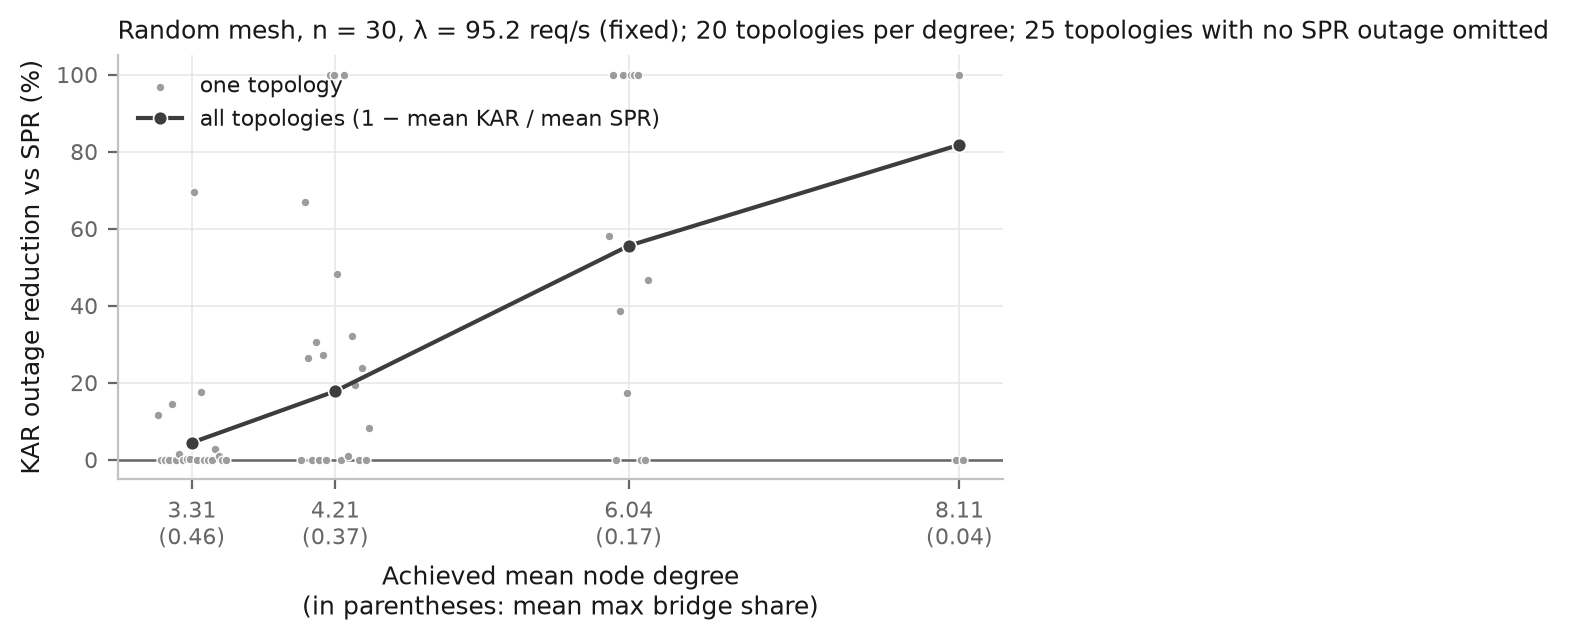 Random mesh, n = 30, λ = 95.2 req/s (fixed); 20 topologies per degree; 25 topologies with no SPR outage omitted
KAR outage reduction vs SPR (%)
100
80
60
40
20
0
one topology
all topologies (1 − mean KAR / mean SPR)
3.31
(0.46)
4.21
(0.37)
6.04
(0.17)
8.11
(0.04)
Achieved mean node degree
(in parentheses: mean max bridge share)